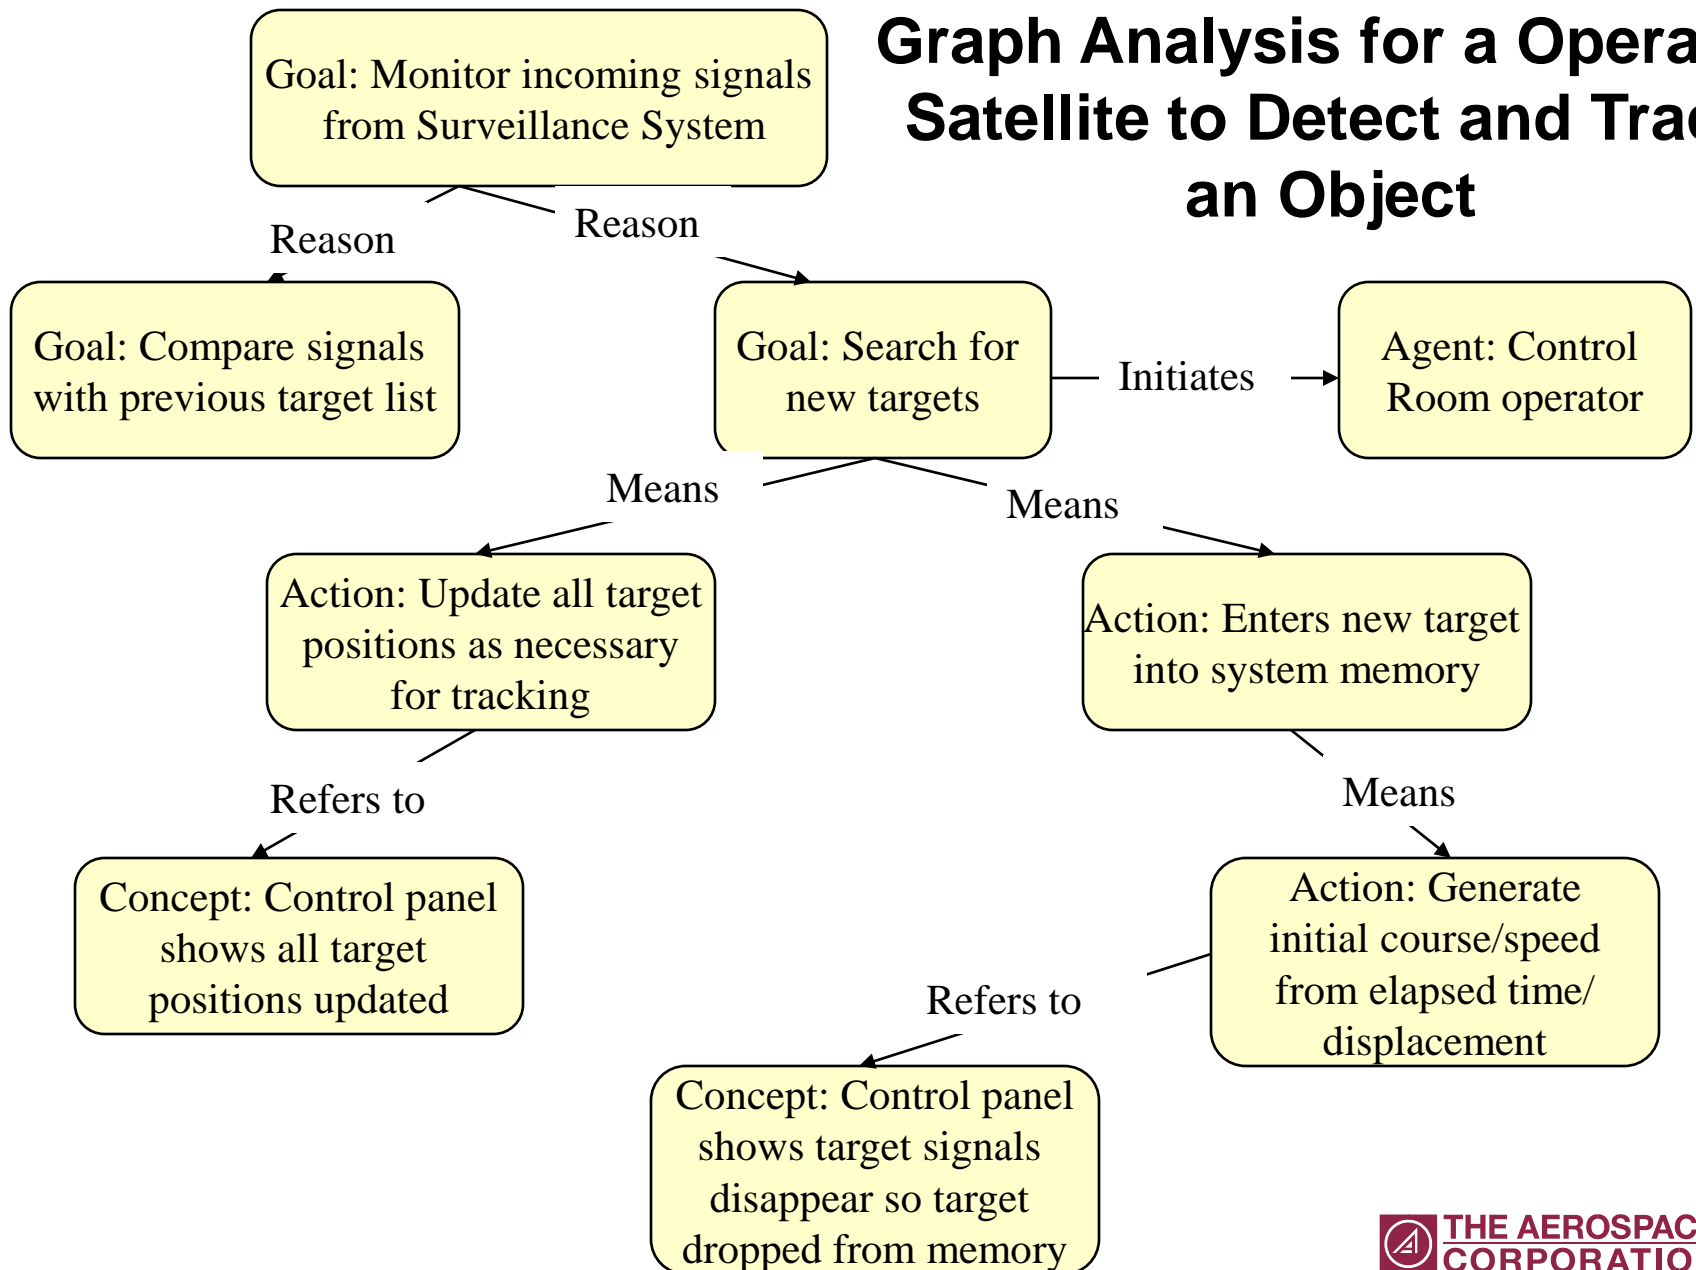 Graph Analysis for a Opera
Satellite to Detect and Tra
an Object
Goal: Monitor incoming signals
from Surveillance System
Reason
Reason
Goal: Compare signals
with previous target list
Goal: Search for
new targets
Initiates
Agent: Control
Room operator
Means
Means
Action: Update all target
positions as necessary
for tracking
Action: Enters new target
into system memory
Refers to
Means
Concept: Control panel
shows all target
positions updated
Action: Generate
initial course/speed
from elapsed time/
displacement
Refers to
Concept: Control panel
shows target signals
disappear so target
dropped from memory
THE AEROSPAC
CORPORATIO